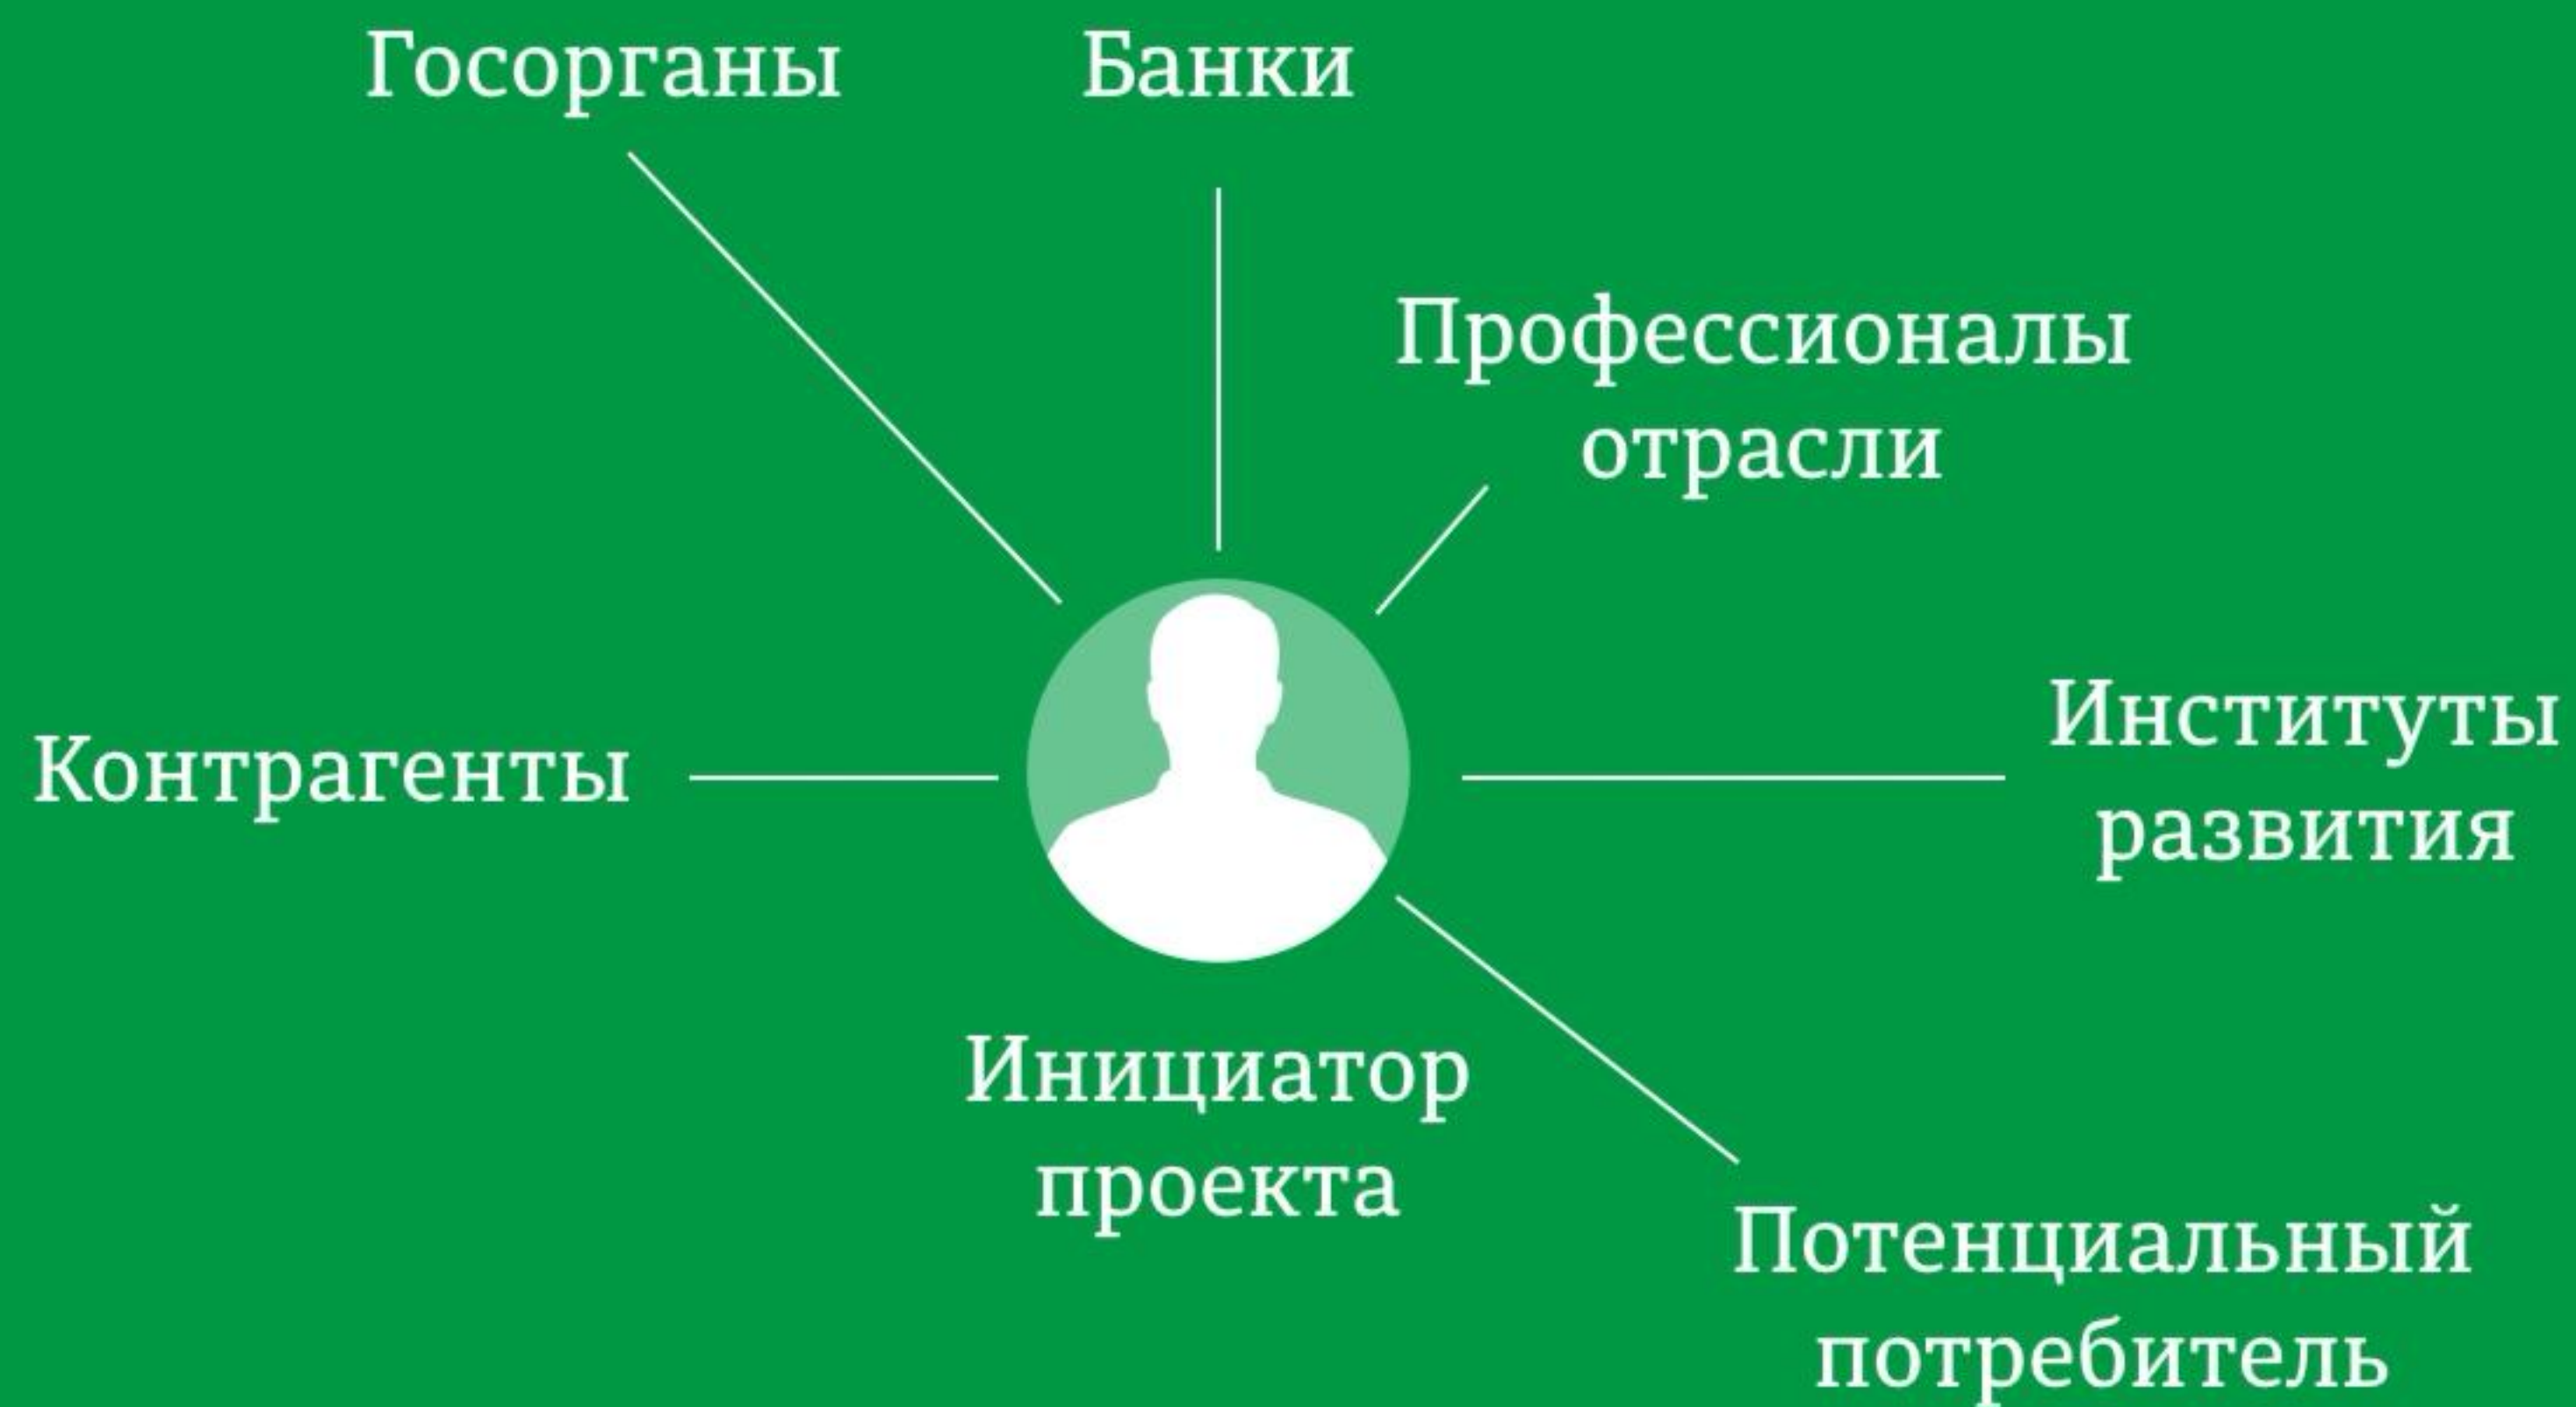 Госорганы
Банки
Профессионалы
отрасли
Контрагенты
Институты
развития
Инициатор
проекта
Потенциальный
потребитель